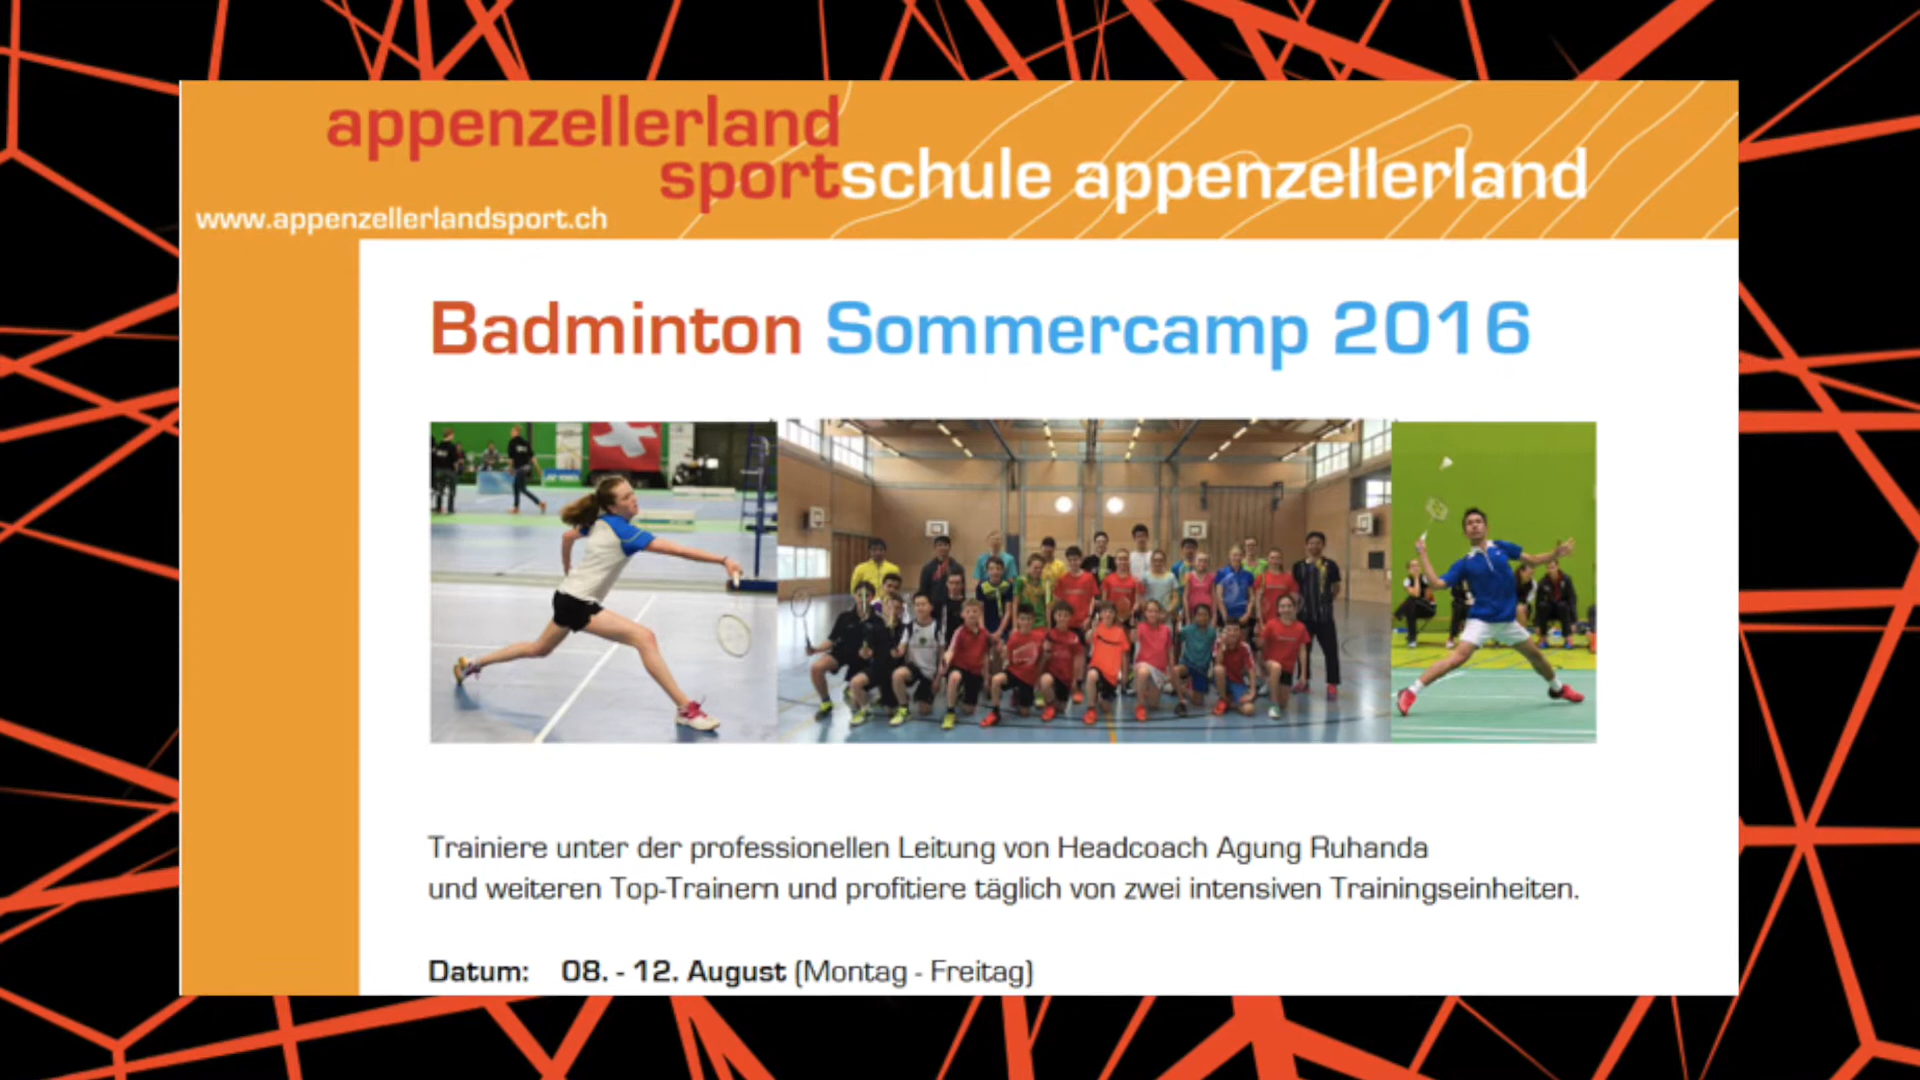 appenzellerland
sportschule appenzellerland
www.appenzellerlandsport.ch
Badminton Sommercamp 2016
Trainiere unter der professionellen Leitung von Headcoach Agung Ruhanda
und weiteren Top-Trainern und profitiere täglich von zwei intensiven Trainingseinheiten.
Datum: 08. - 12. August (Montag - Freitag)